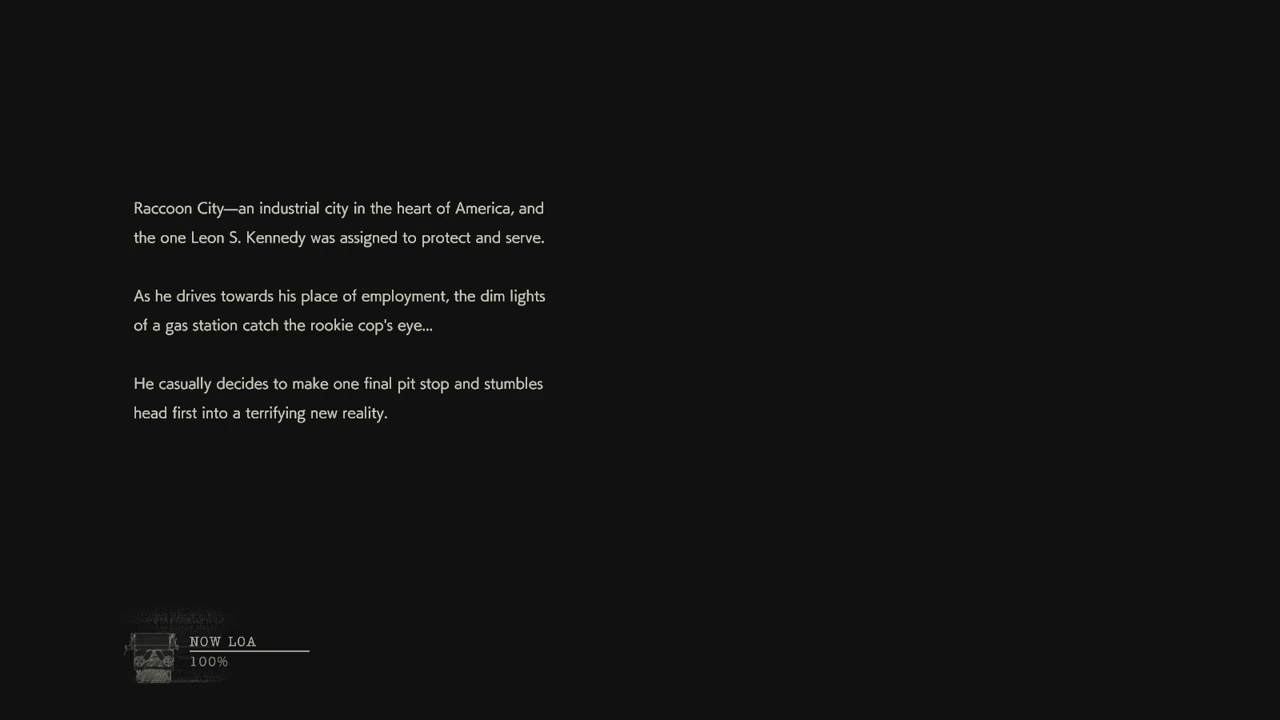 Raccoon City—an industrial city in the heart of America, and
the one Leon S. Kennedy was assigned to protect and serve.
As he drives towards his place of employment, the dim lights
of a gas station catch the rookie cop's eye...
He casually decides to make one final pit stop and stumbles
head first into a terrifying new reality.
NOW LOA
100%